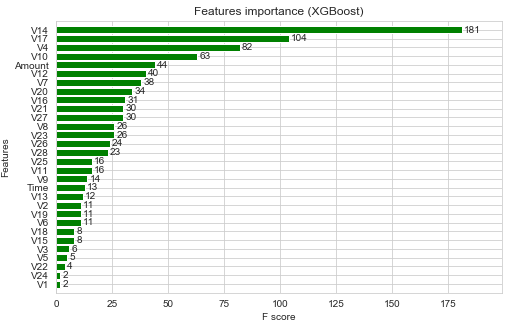 Features importance (XGBoost)
Features
V14 181
V17 104
V4 82
V10 63
Amount 44
V12 40
V7 38
V20 34
V16 31
V21 30
V27 30
V8 26
V23 26
V26 24
V28 23
V25 16
V11 16
V9 14
Time 13
V13 12
V2 11
V19 11
V6 11
V18 8
V15 8
V3 6
V5 5
V22 4
V24 2
V1 2
0 25 50 75 100 125 150 175
F score